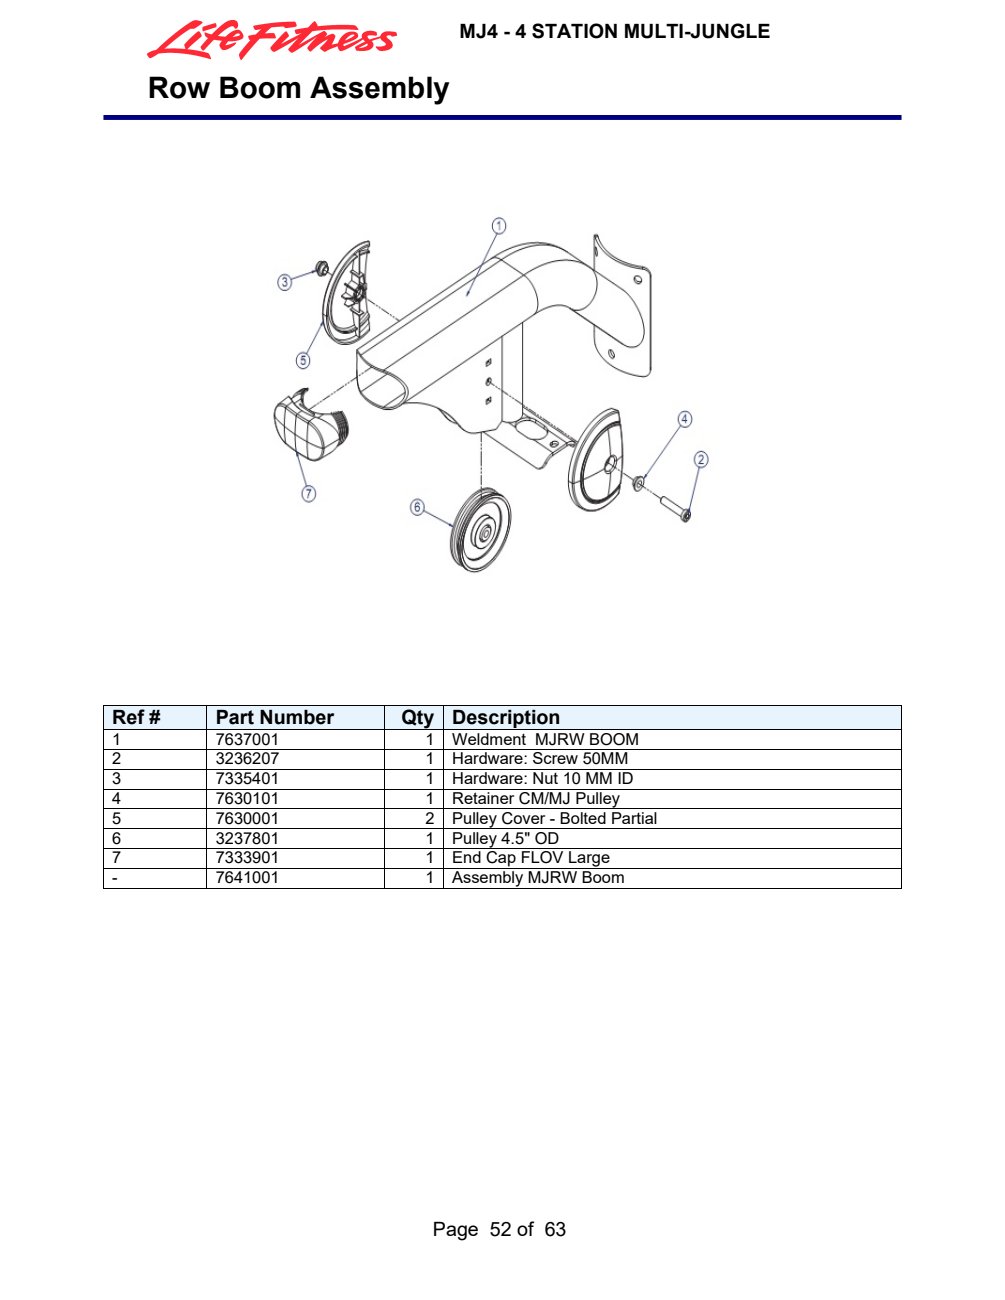 Life Fitness
MJ4 - 4 STATION MULTI-JUNGLE
Row Boom Assembly
1
3
5
4
2
7
6
Ref # Part Number Qty Description
1 7637001 1 Weldment  MJRW BOOM
2 3236207 1 Hardware: Screw 50MM
3 7335401 1 Hardware: Nut 10 MM ID
4 7630101 1 Retainer CM/MJ Pulley
5 7630001 2 Pulley Cover - Bolted Partial
6 3237801 1 Pulley 4.5" OD
7 7333901 1 End Cap FLOV Large
- 7641001 1 Assembly MJRW Boom
Page  52 of  63